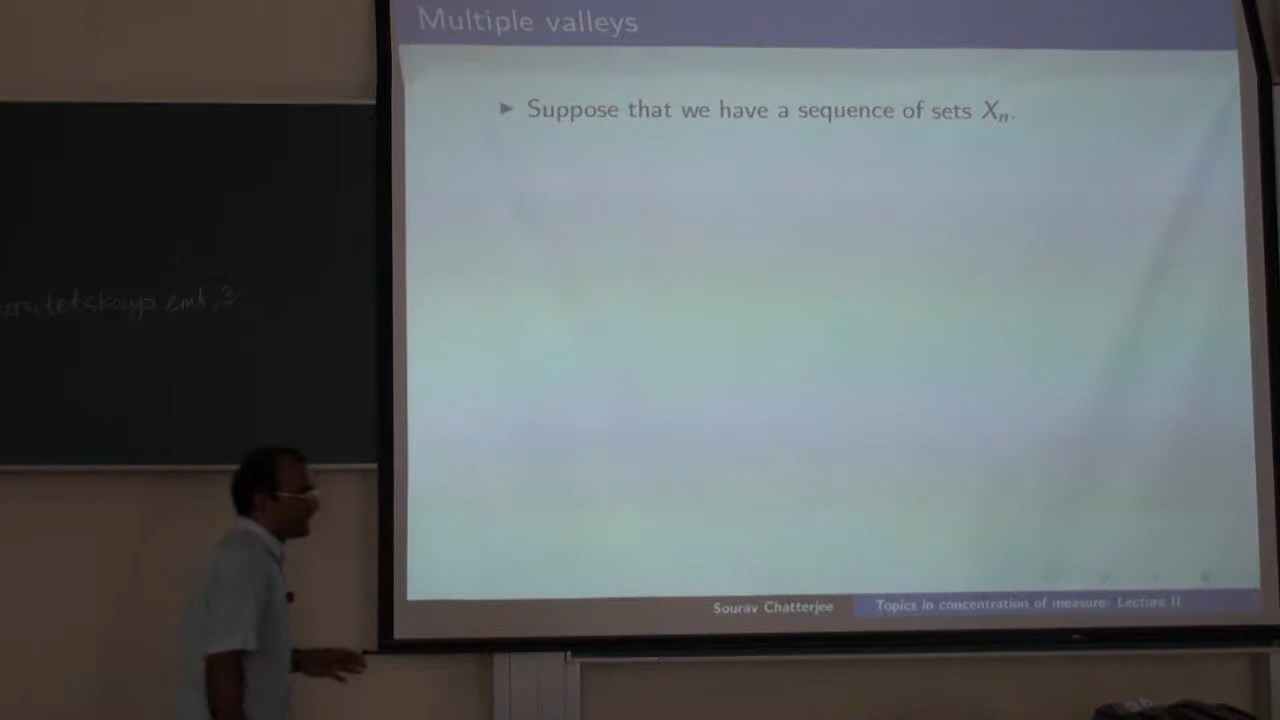 Multiple valleys
▶ Suppose that we have a sequence of sets Xn.
Sourav Chatterjee
Topics in concentration of measure: Lecture II